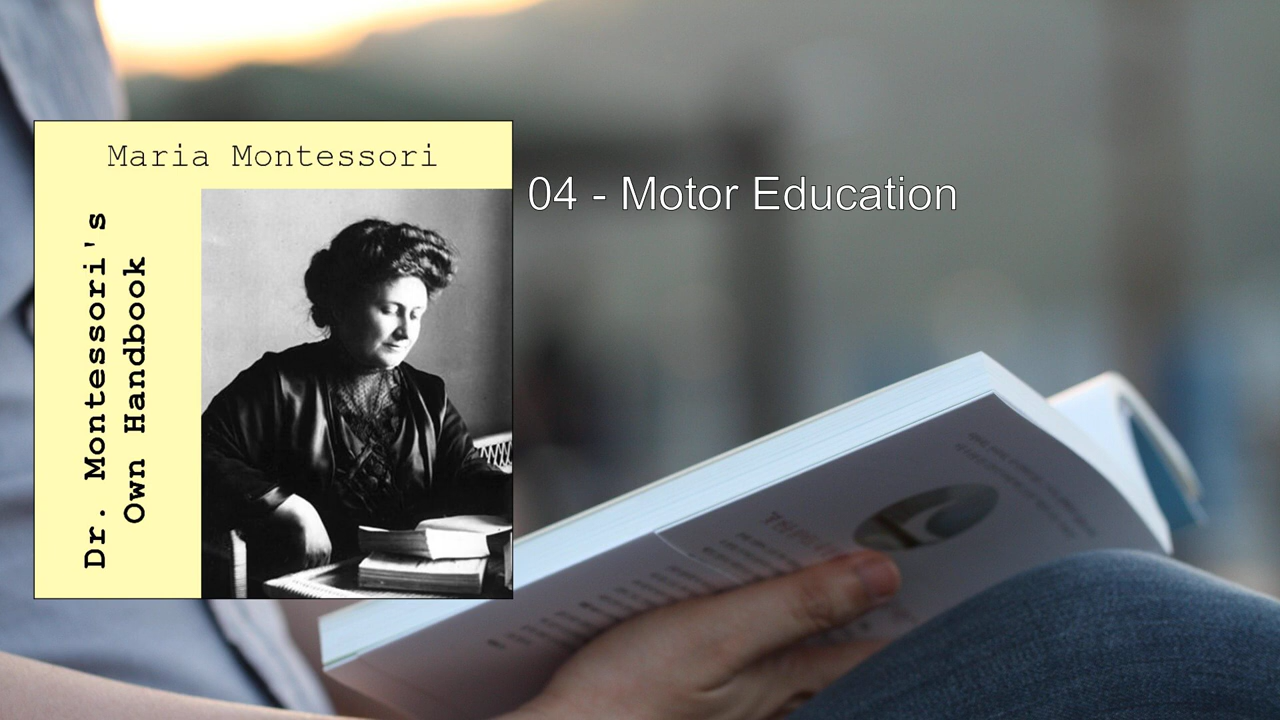 Maria Montessori
Dr. Montessori's
Own Handbook
04 - Motor Education